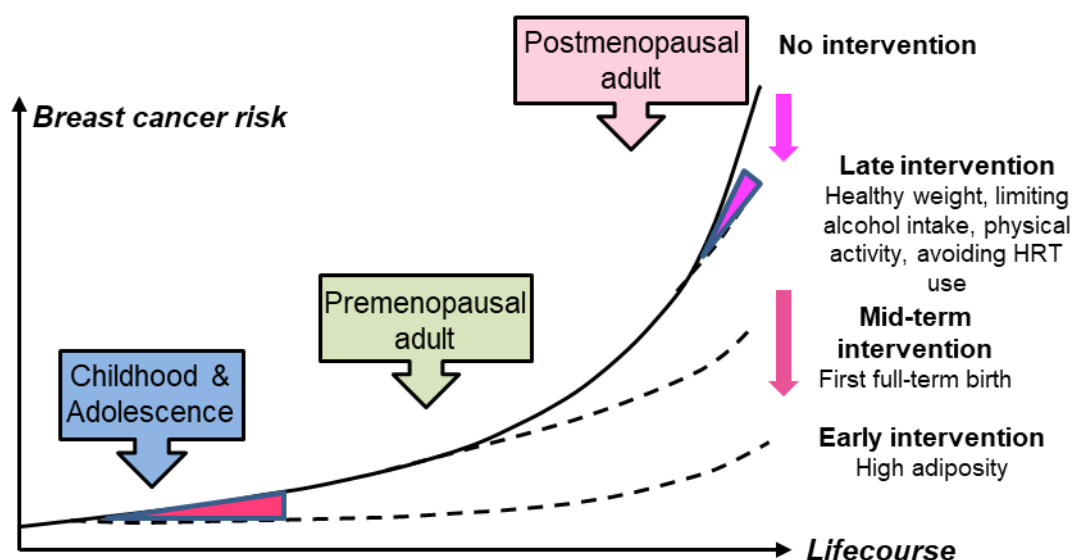 Postmenopausal
adult
No intervention
Breast cancer risk
Late intervention
Healthy weight, limiting
alcohol intake, physical
activity, avoiding HRT
use
Premenopausal
adult
Mid-term
intervention
First full-term birth
Childhood &
Adolescence
Early intervention
High adiposity
Lifecourse